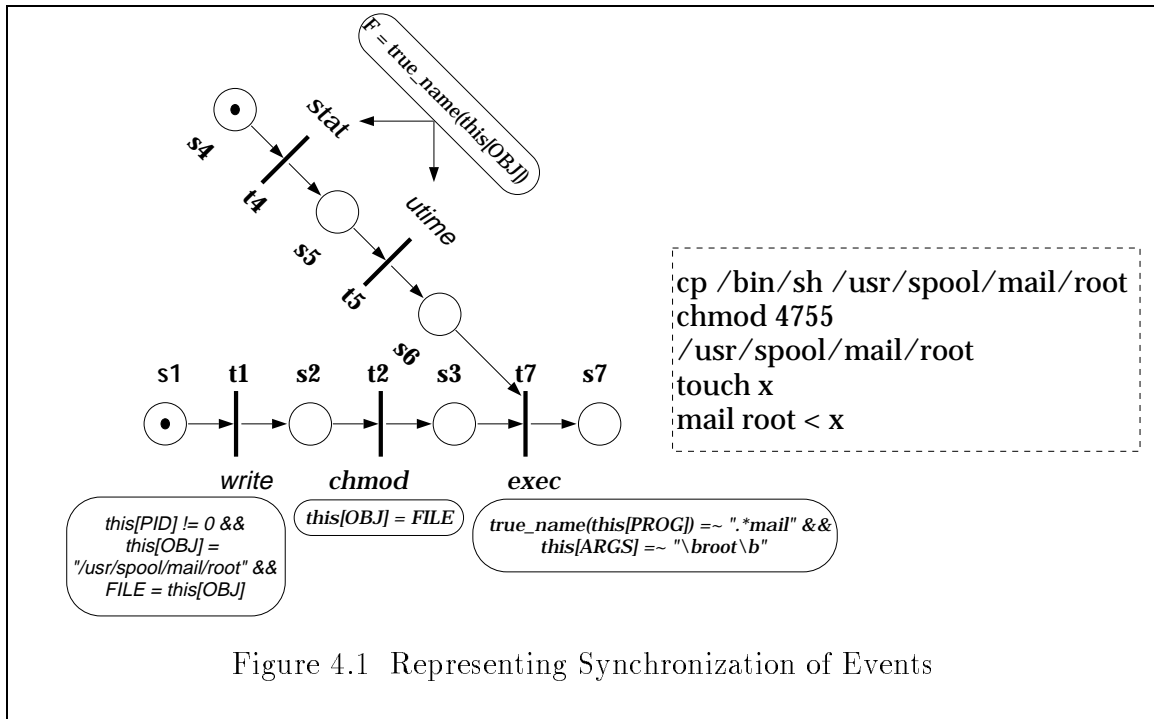 F = true_name(this[OBJ])
stat
s4
t4
utime
s5
t5
s6
cp /bin/sh /usr/spool/mail/root
chmod 4755
/usr/spool/mail/root
touch x
mail root < x
s1 t1 s2 t2 s3 t7 s7
write chmod exec
this[PID] != 0 &&
this[OBJ] =
"/usr/spool/mail/root" &&
FILE = this[OBJ]
this[OBJ] = FILE
true_name(this[PROG]) =~ ".*mail" &&
this[ARGS] =~ "\broot\b"
Figure 4.1 Representing Synchronization of Events